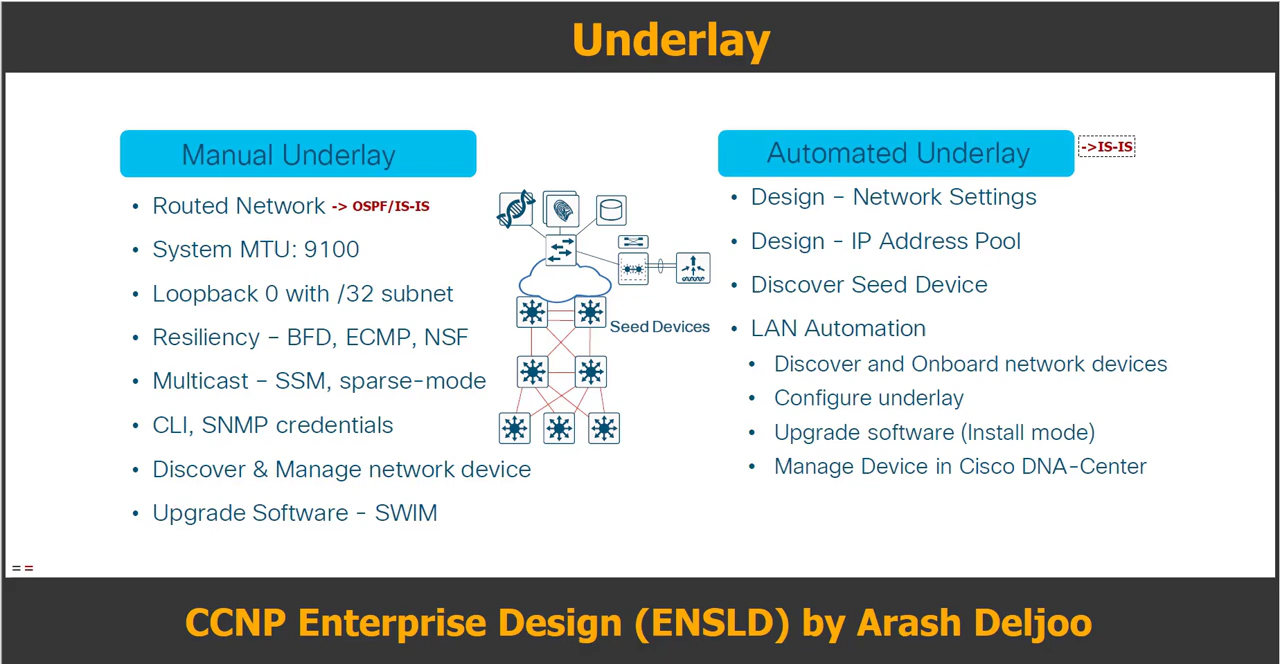 Underlay
Manual Underlay
• Routed Network -> OSPF/IS-IS
• System MTU: 9100
• Loopback 0 with /32 subnet
• Resiliency – BFD, ECMP, NSF
• Multicast – SSM, sparse-mode
• CLI, SNMP credentials
• Discover & Manage network device
• Upgrade Software - SWIM
Seed Devices
Automated Underlay
->IS-IS
• Design – Network Settings
• Design - IP Address Pool
• Discover Seed Device
• LAN Automation
• Discover and Onboard network devices
• Configure underlay
• Upgrade software (Install mode)
• Manage Device in Cisco DNA-Center
= =
CCNP Enterprise Design (ENSLD) by Arash Deljoo